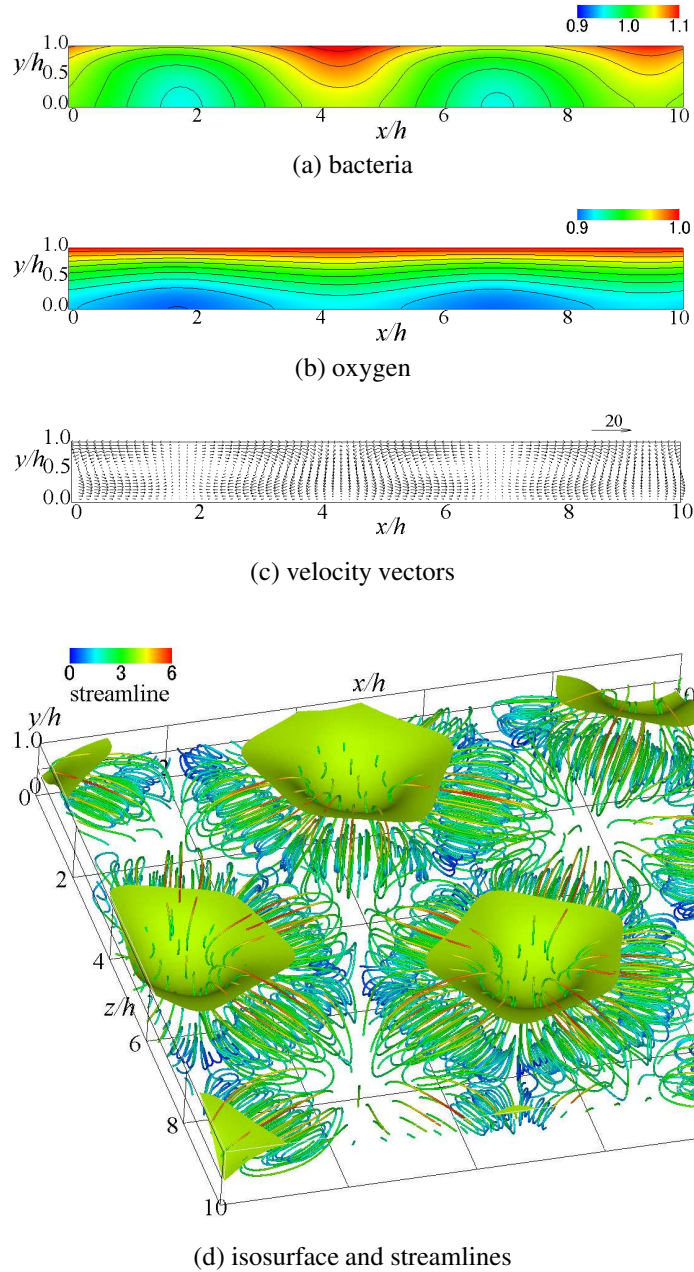 0.9 1.0 1.1
1.0
y/h 0.5
0.0
0 2 4 6 8 10
x/h
(a) bacteria
0.9 1.0
1.0
y/h 0.5
0.0
0 2 4 6 8 10
x/h
(b) oxygen
20
1.0
y/h 0.5
0.0
0 2 4 6 8 10
x/h
(c) velocity vectors
0 3 6
streamline
x/h
y/h
1.0
0
0
2
4
z/h
6
8
10
(d) isosurface and streamlines